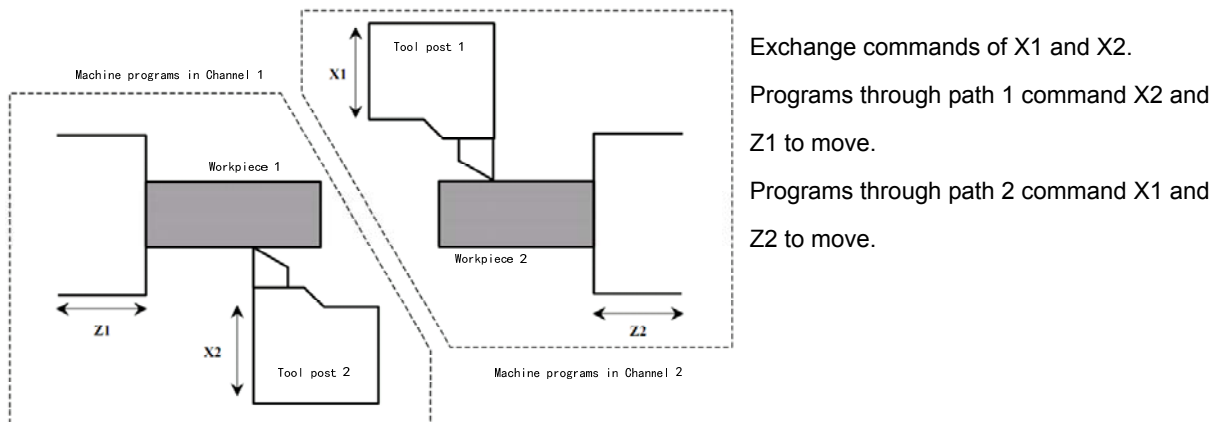 Machine programs in Channel 1
X1
Tool post 1
Workpiece 1
Workpiece 2
Z1
X2
Tool post 2
Z2
Machine programs in Channel 2
Exchange commands of X1 and X2.
Programs through path 1 command X2 and
Z1 to move.
Programs through path 2 command X1 and
Z2 to move.